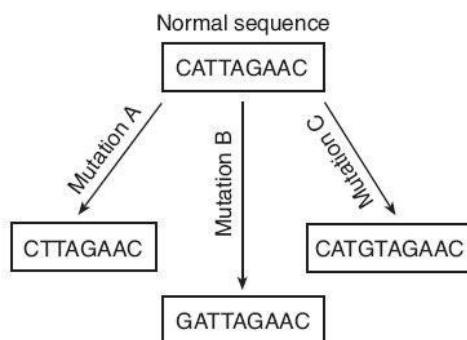 Normal sequence
CATTAGAAC
Mutation A
Mutation B
Mutation C
CTTAGAAC
CATGTAGAAC
GATTAGAAC